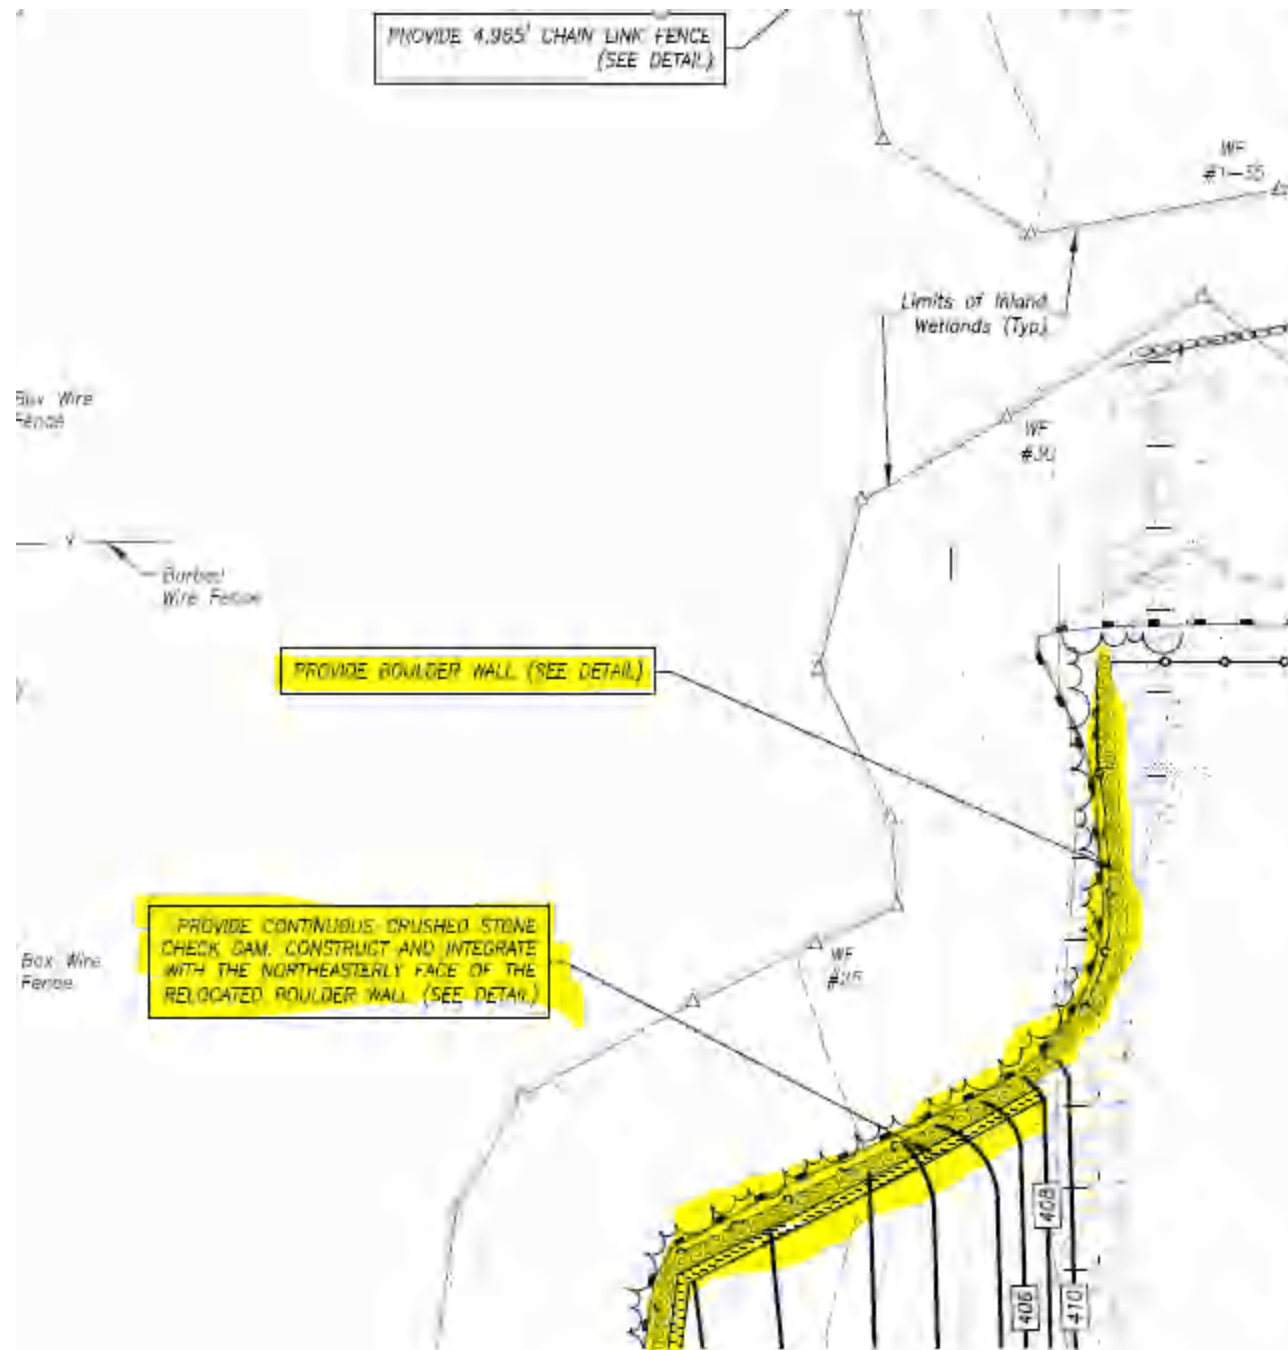 PROVIDE 4,965' CHAIN LINK FENCE
(SEE DETAIL)
WF
#1-35
Limits of Inland
Wetlands (Typ)
Box Wire
Fence
WF
#30
Barbed
Wire Fence
PROVIDE BOULDER WALL (SEE DETAIL)
PROVIDE CONTINUOUS CRUSHED STONE
CHECK DAM. CONSTRUCT AND INTEGRATE
WITH THE NORTHEASTERLY FACE OF THE
RELOCATED BOULDER WALL (SEE DETAIL)
Box Wire
Fence
WF
#25
408
406
410